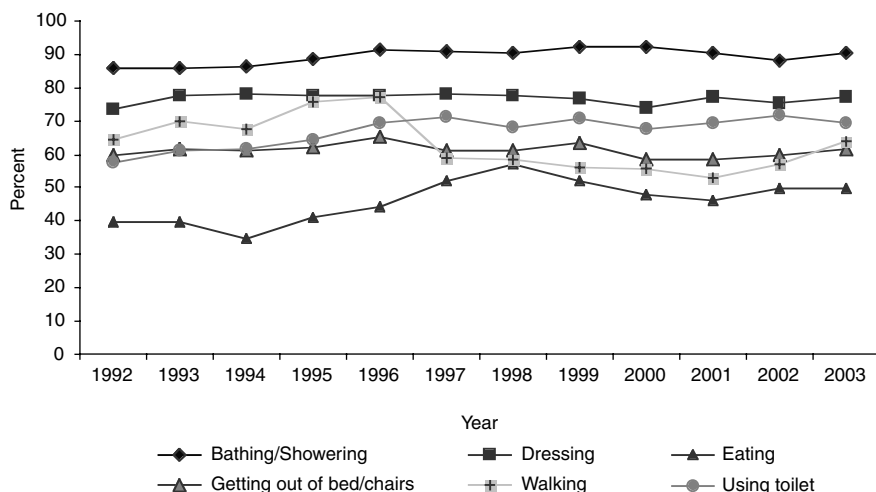 100
90
80
70
60
50
40
30
20
10
0
Percent
1992 1993 1994 1995 1996 1997 1998 1999 2000 2001 2002 2003
Year
Bathing/Showering Dressing Eating
Getting out of bed/chairs Walking Using toilet